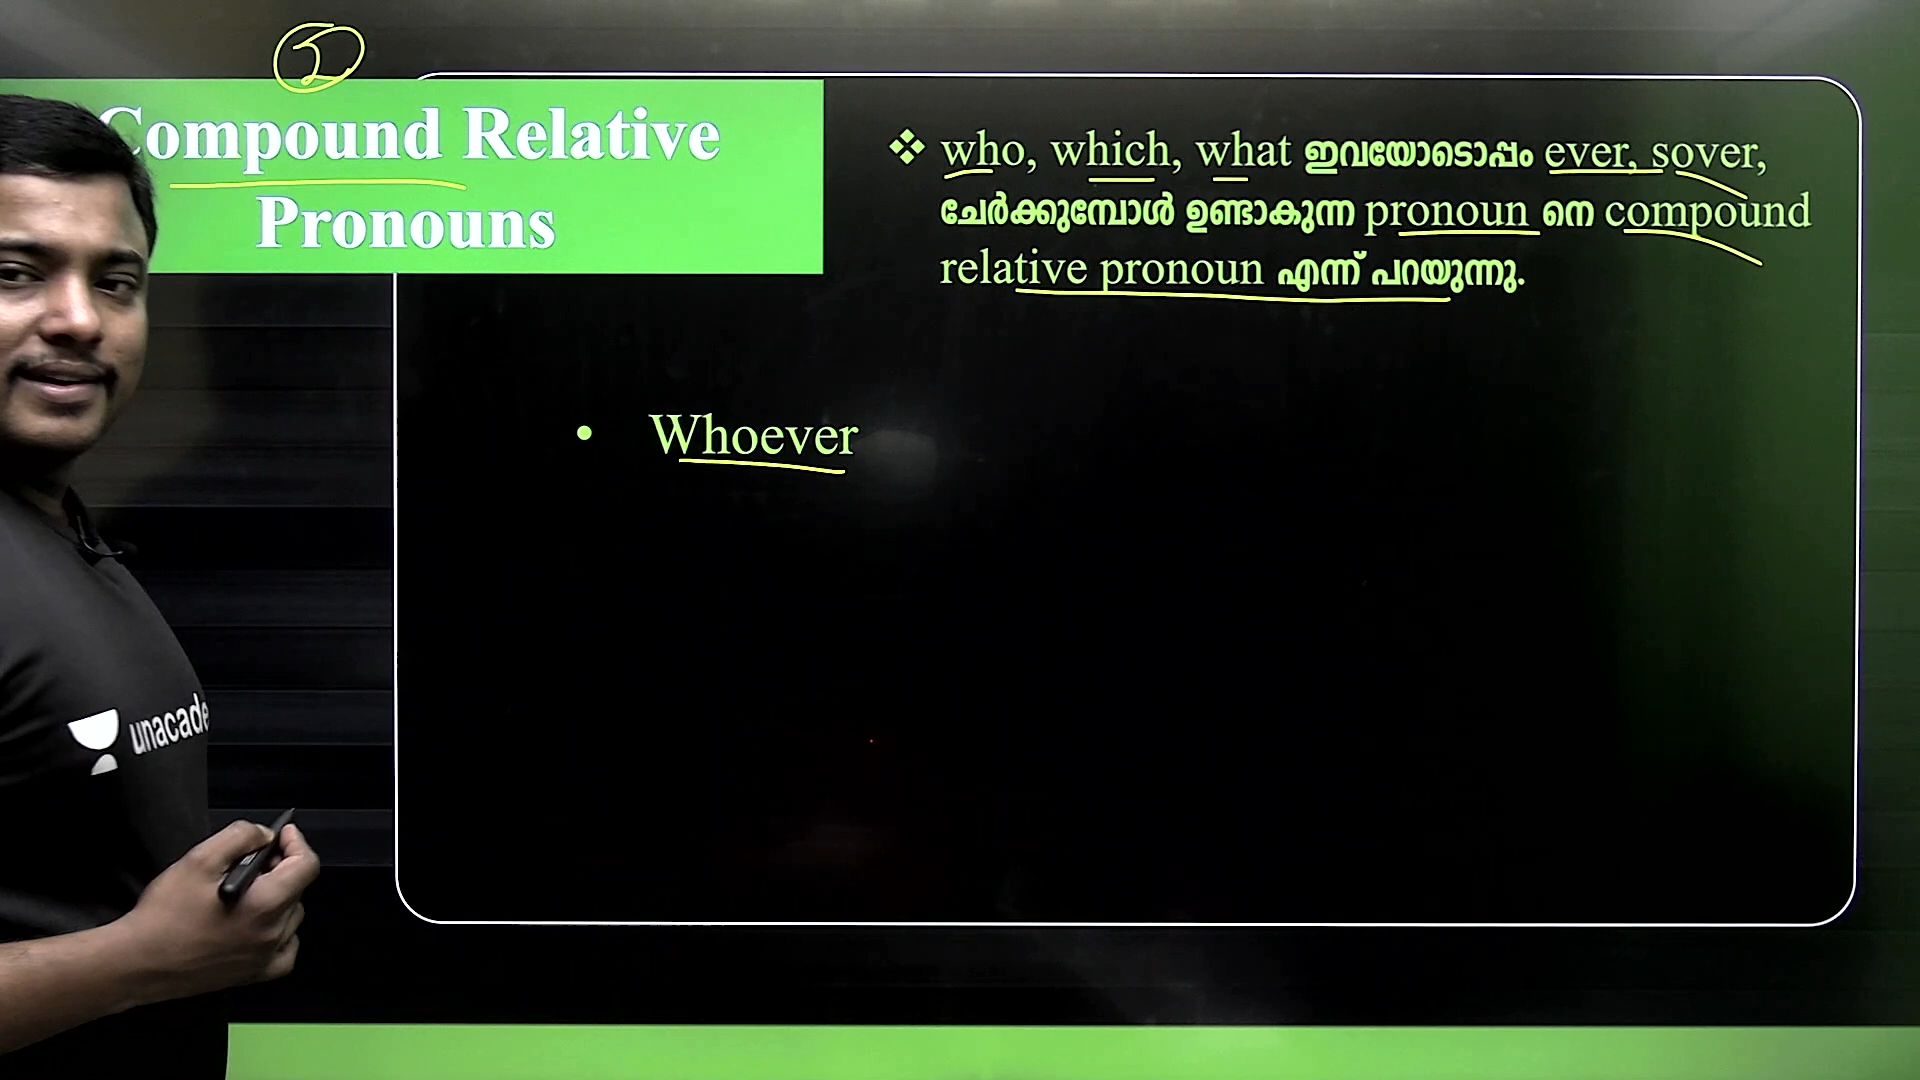 Compound Relative
Pronouns
❖ who, which, what ഇവയോടൊപ്പം ever, sover,
ചേർക്കുമ്പോൾ ഉണ്ടാകുന്ന pronoun നെ compound
relative pronoun എന്ന് പറയുന്നു.
• Whoever
unacade